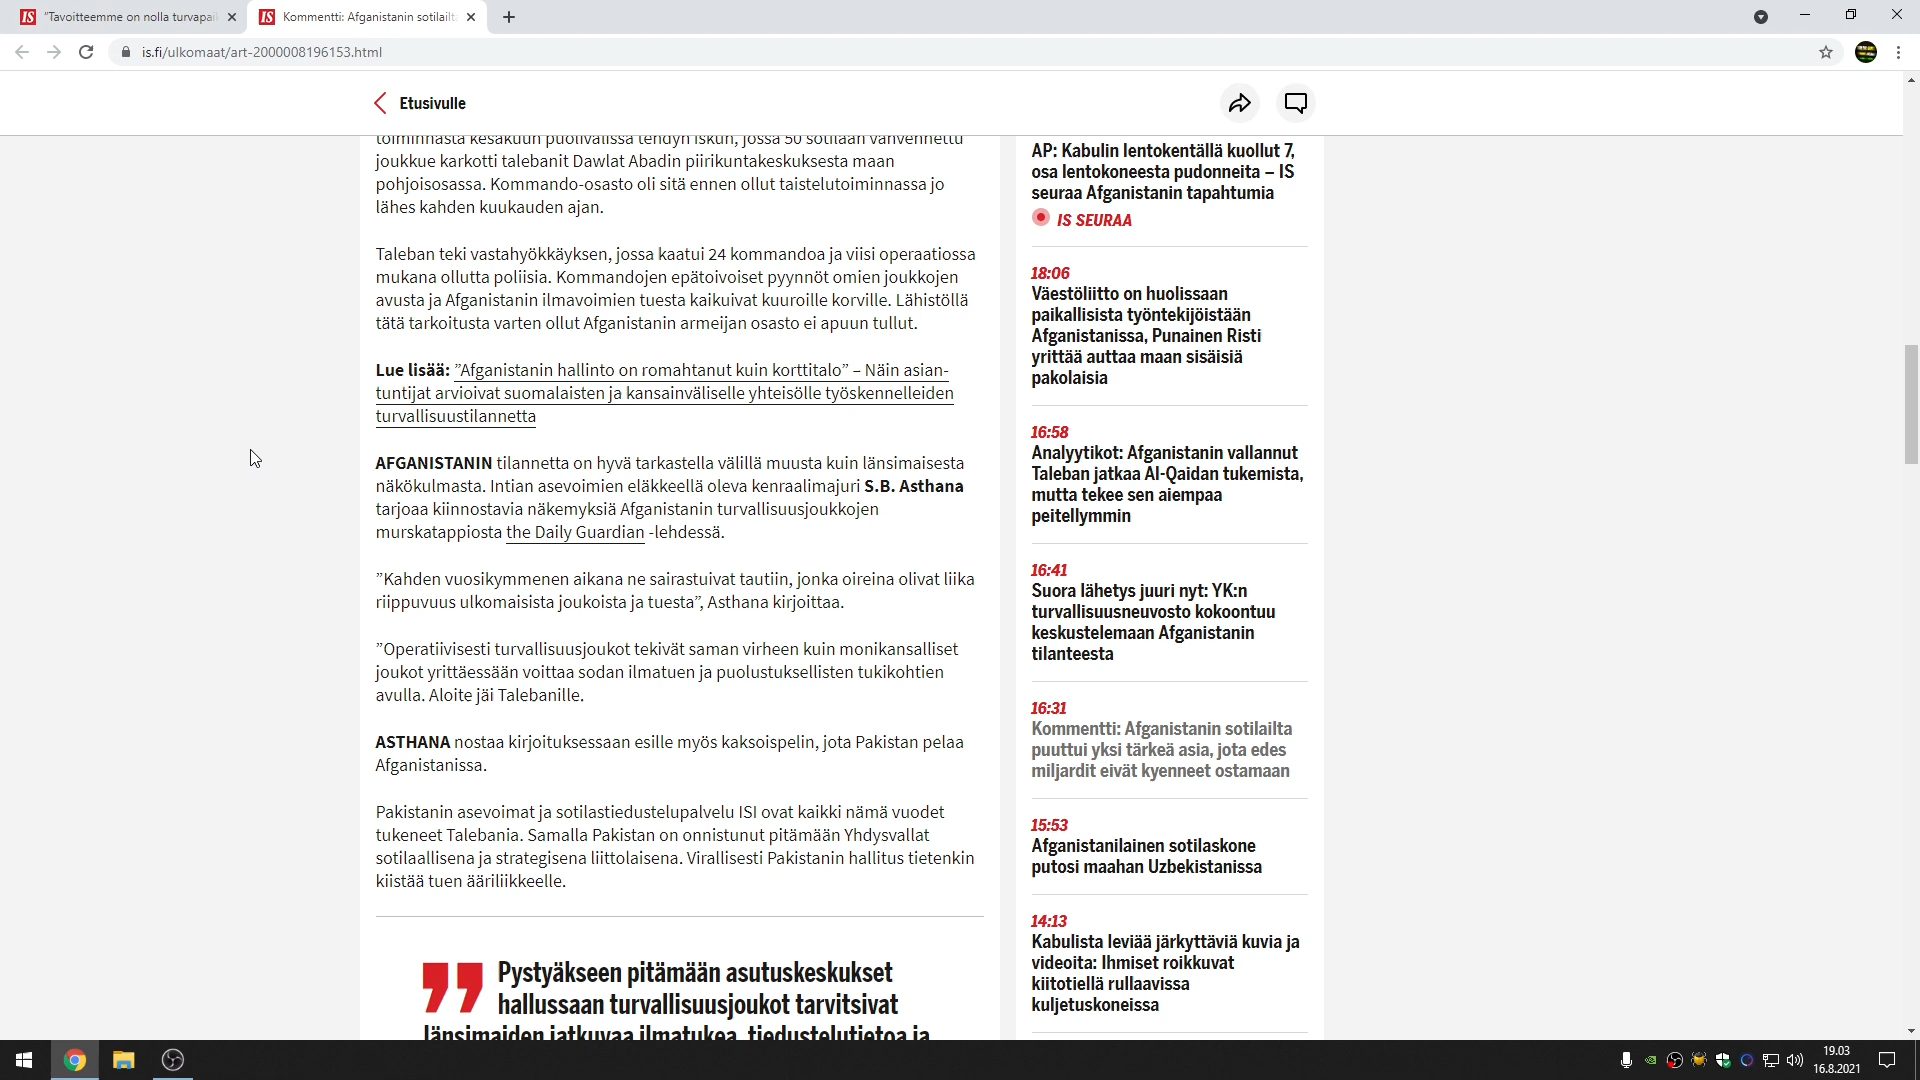 IS "Tavoitteemme on nolla turvapaik
IS Kommentti: Afganistanin sotilailta
is.fi/ulkomaat/art-2000008196153.html
Etusivulle
toiminnasta kesäkuun puolivälissä tehdyn iskun, jossa 50 sotilaan vahvennettu
joukkue karkotti talebanit Dawlat Abadin piirikuntakeskuksesta maan
pohjoisosassa. Kommando-osasto oli sitä ennen ollut taistelutoiminnassa jo
lähes kahden kuukauden ajan.
Taleban teki vastahyökkäyksen, jossa kaatui 24 kommandoa ja viisi operaatiossa
mukana ollutta poliisia. Kommandojen epätoivoiset pyynnöt omien joukkojen
avusta ja Afganistanin ilmavoimien tuesta kaikuivat kuuroille korville. Lähistöllä
tätä tarkoitusta varten ollut Afganistanin armeijan osasto ei apuun tullut.
Lue lisää: ”Afganistanin hallinto on romahtanut kuin korttitalo” – Näin asian-
tuntijat arvioivat suomalaisten ja kansainväliselle yhteisölle työskennelleiden
turvallisuustilannetta
AFGANISTANIN tilannetta on hyvä tarkastella välillä muusta kuin länsimaisesta
näkökulmasta. Intian asevoimien eläkkeellä oleva kenraalimajuri S.B. Asthana
tarjoaa kiinnostavia näkemyksiä Afganistanin turvallisuusjoukkojen
murskatappiosta the Daily Guardian -lehdessä.
”Kahden vuosikymmenen aikana ne sairastuivat tautiin, jonka oireina olivat liika
riippuvuus ulkomaisista joukoista ja tuesta”, Asthana kirjoittaa.
”Operatiivisesti turvallisuusjoukot tekivät saman virheen kuin monikansalliset
joukot yrittäessään voittaa sodan ilmatuen ja puolustuksellisten tukikohtien
avulla. Aloite jäi Talebanille.
ASTHANA nostaa kirjoituksessaan esille myös kaksoispelin, jota Pakistan pelaa
Afganistanissa.
Pakistanin asevoimat ja sotilastiedustelupalvelu ISI ovat kaikki nämä vuodet
tukeneet Talebania. Samalla Pakistan on onnistunut pitämään Yhdysvallat
sotilaallisena ja strategisena liittolaisena. Virallisesti Pakistanin hallitus tietenkin
kiistää tuen ääriliikkeelle.
” Pystyäkseen pitämään asutuskeskukset
hallussaan turvallisuusjoukot tarvitsivat
länsimaiden jatkuvaa ilmatukea, tiedustelutietoa ja
AP: Kabulin lentokentällä kuollut 7,
osa lentokoneesta pudonneita – IS
seuraa Afganistanin tapahtumia
IS SEURAA
18:06
Väestöliitto on huolissaan
paikallisista työntekijöistään
Afganistanissa, Punainen Risti
yrittää auttaa maan sisäisiä
pakolaisia
16:58
Analyytikot: Afganistanin vallannut
Taleban jatkaa Al-Qaidan tukemista,
mutta tekee sen aiempaa
peitellymmin
16:41
Suora lähetys juuri nyt: YK:n
turvallisuusneuvosto kokoontuu
keskustelemaan Afganistanin
tilanteesta
16:31
Kommentti: Afganistanin sotilailta
puuttui yksi tärkeä asia, jota edes
miljardit eivät kyenneet ostamaan
15:53
Afganistanilainen sotilaskone
putosi maahan Uzbekistanissa
14:13
Kabulista leviää järkyttäviä kuvia ja
videoita: Ihmiset roikkuvat
kiitotiellä rullaavissa
kuljetuskoneissa
19.03
16.8.2021